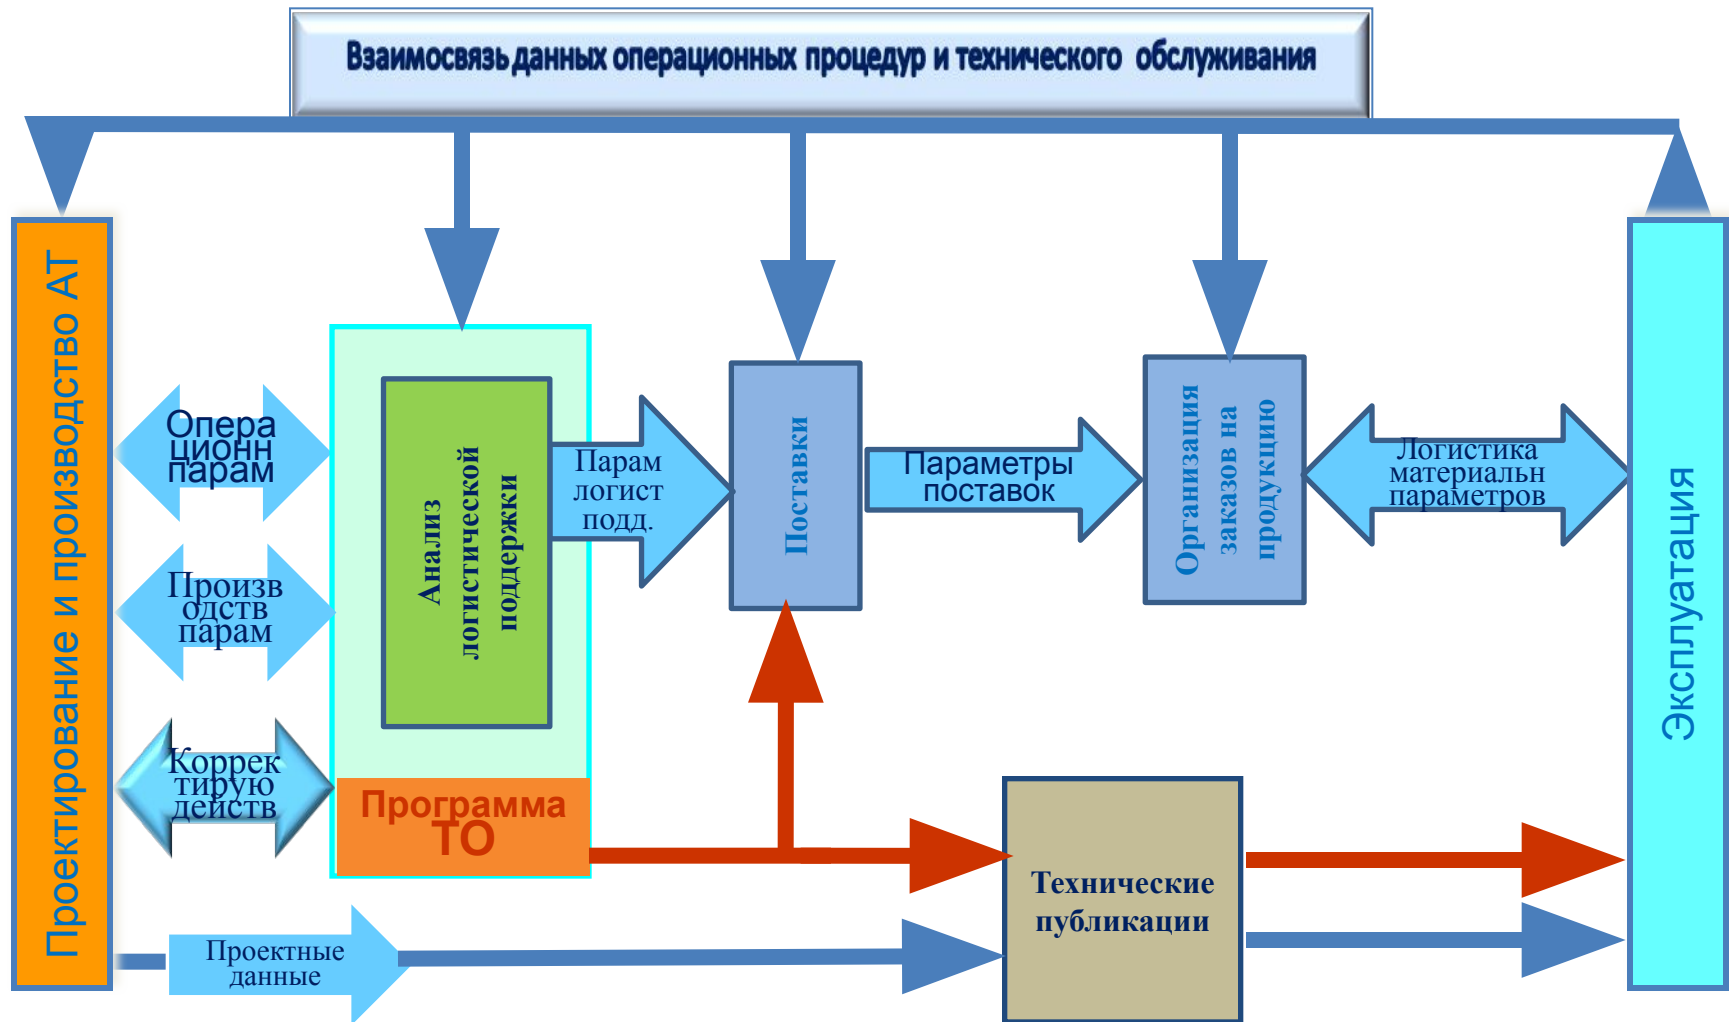 Взаимосвязь данных операционных процедур и технического обслуживания
Проектирование и производство АТ
Опера
ционн
парам
Произв
одств
парам
Коррек
тирую
действ
Анализ
логистической
поддержки
Программа
ТО
Парам
логист
подд.
Поставки
Параметры
поставок
Организация
заказов на
продукцию
Логистика
материальн
параметров
Эксплуатация
Технические
публикации
Проектные
данные